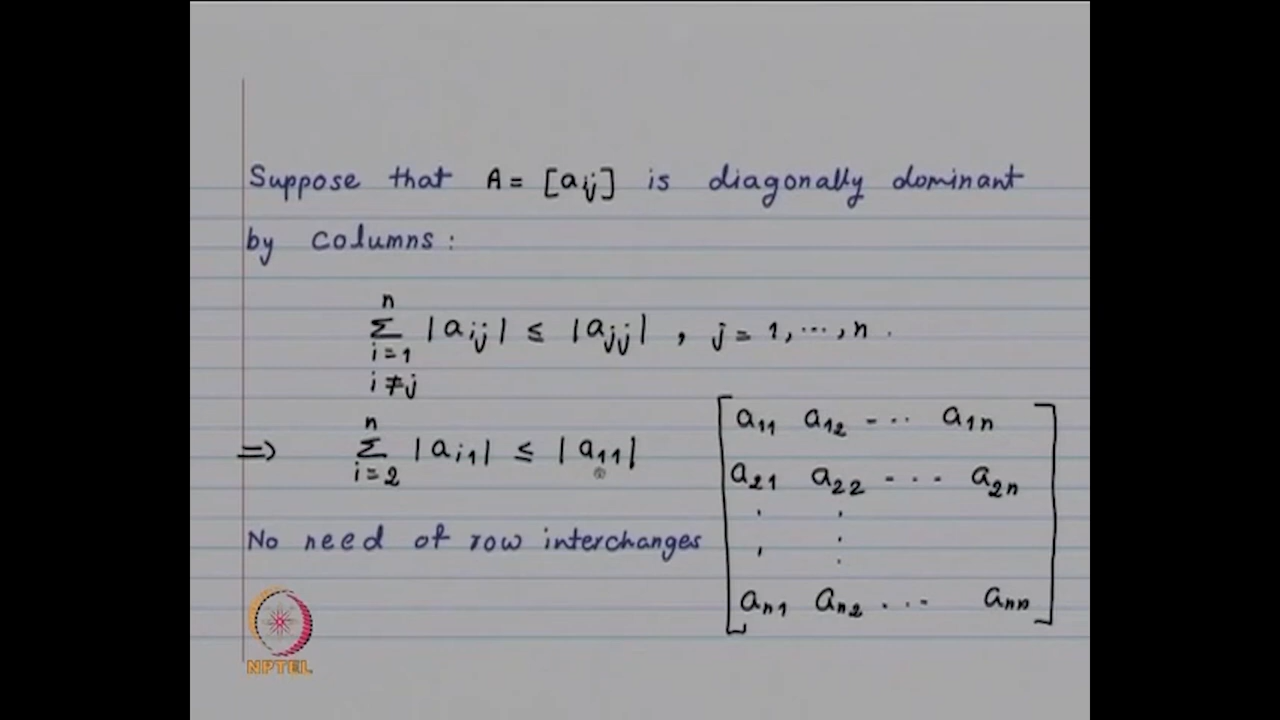 Suppose that A = [aij] is diagonally dominant
by columns :
n
Σ |aij| ≤ |ajj| , j = 1, ..., n .
i = 1
i ≠ j
n
⇒ Σ |ai1| ≤ |a11|
i = 2
No need of row interchanges
a11 a12 - ... a1n
a21 a22 - ... a2n
. .
. :
an1 an2 ... ann
NPTEL